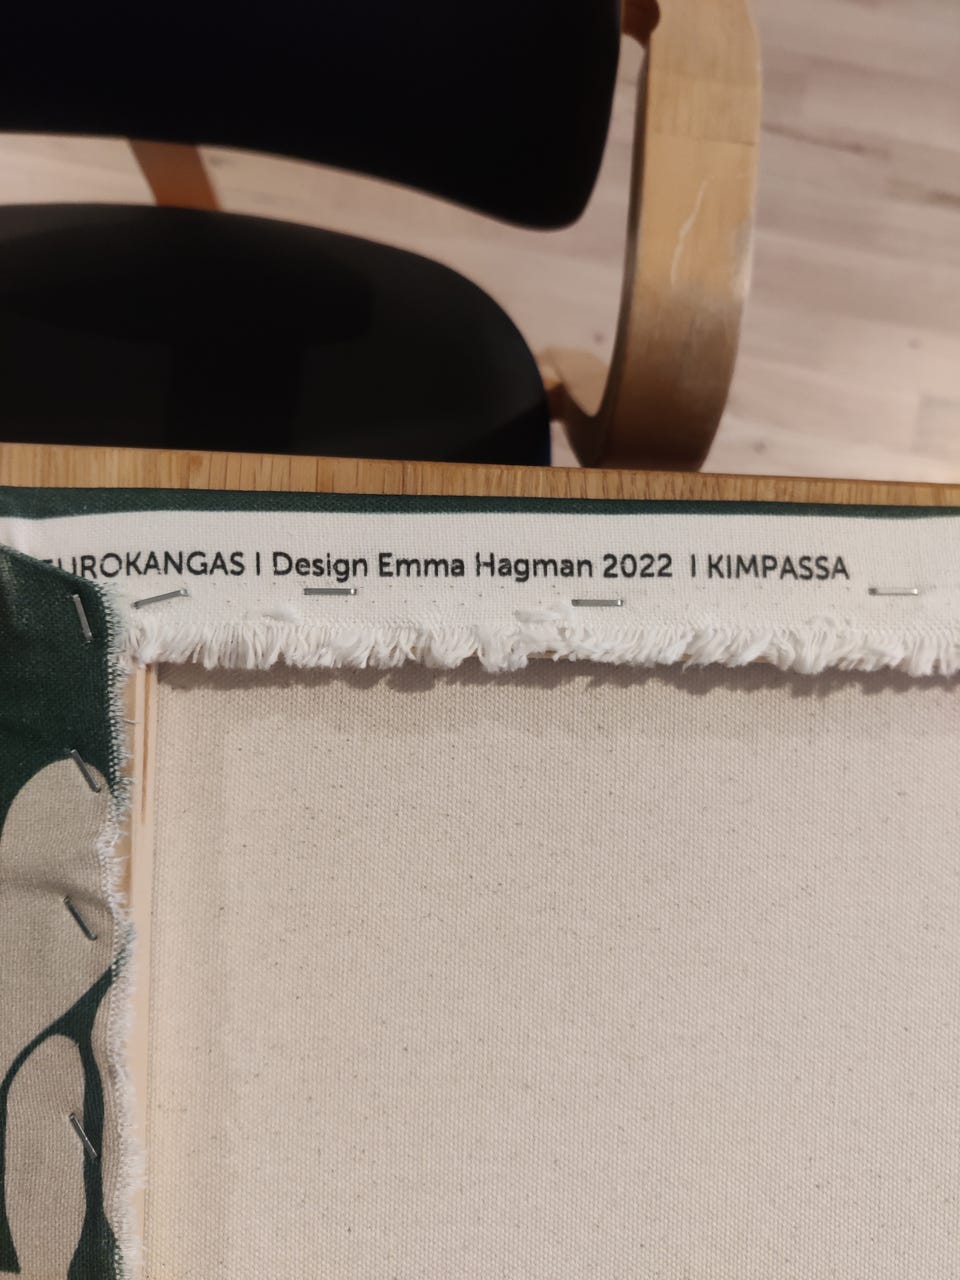 EUROKANGAS I Design Emma Hagman 2022 I KIMPASSA